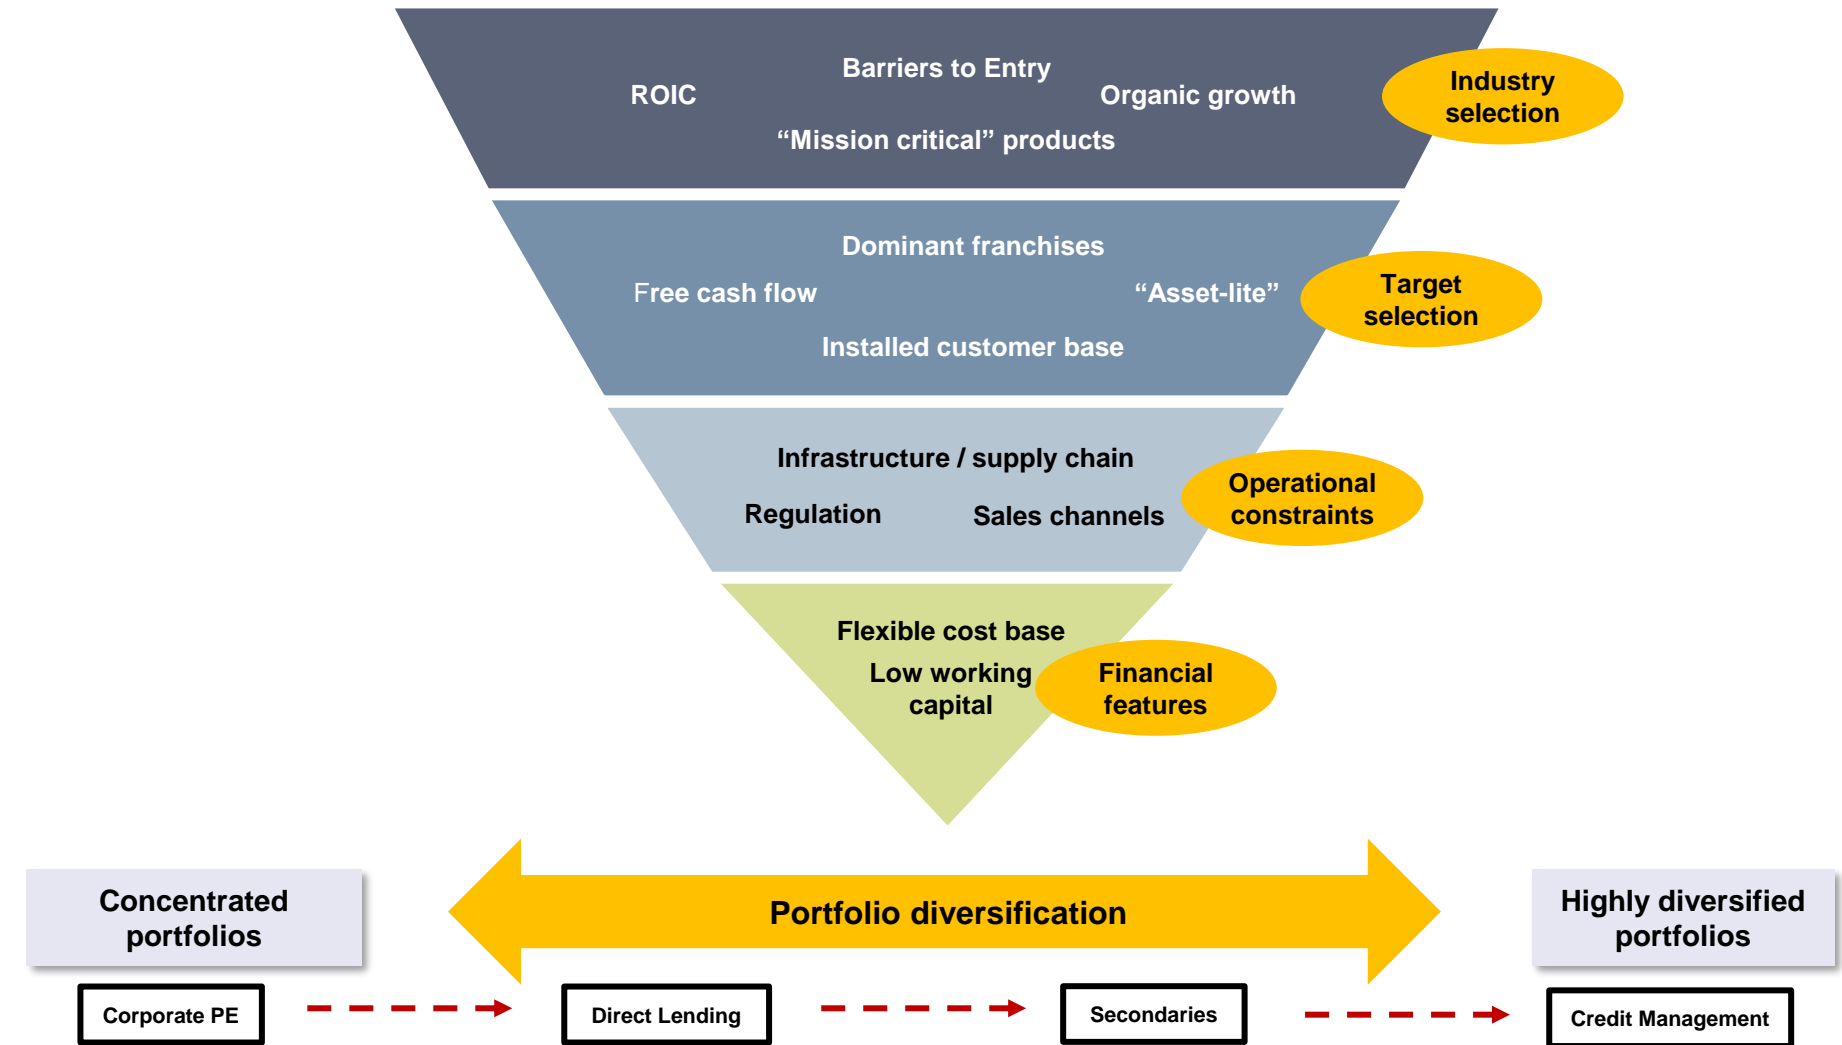 Barriers to Entry
ROIC
Organic growth
“Mission critical” products
Industry
selection
Dominant franchises
Free cash flow
“Asset-lite”
Installed customer base
Target
selection
Infrastructure / supply chain
Regulation
Sales channels
Operational
constraints
Flexible cost base
Low working
capital
Financial
features
Concentrated
portfolios
Portfolio diversification
Highly diversified
portfolios
Corporate PE
Direct Lending
Secondaries
Credit Management